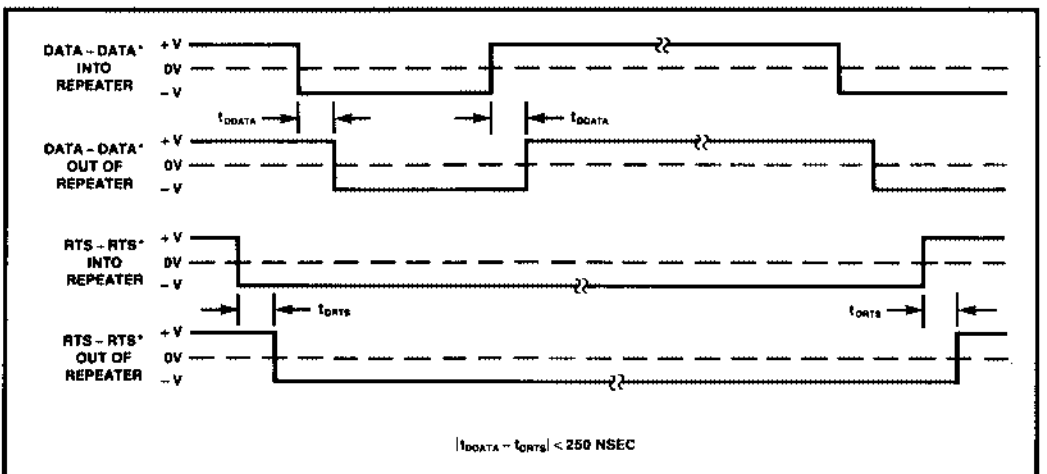 DATA – DATA*
INTO
REPEATER
+ V
0V
– V
tDDATA
tDDATA
DATA – DATA*
OUT OF
REPEATER
+ V
0V
– V
RTS – RTS*
INTO
REPEATER
+ V
0V
– V
tDRTS
tDRTS
RTS – RTS*
OUT OF
REPEATER
+ V
0V
– V
|tDDATA – tDRTS| < 250 NSEC